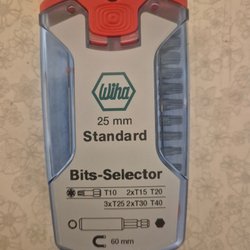 Wiha
25 mm
Standard
Bits-Selector
T10 2xT15 T20
3xT25 2xT30 T40
60 mm